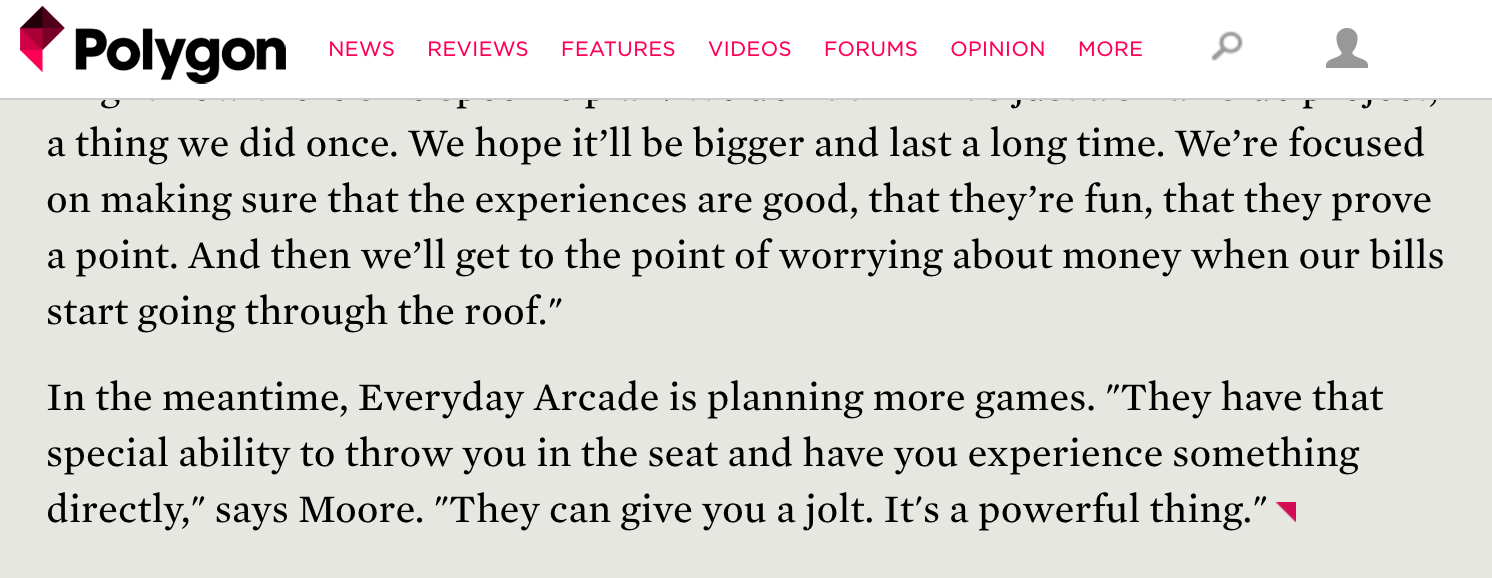 Polygon
NEWS REVIEWS FEATURES VIDEOS FORUMS OPINION MORE
a thing we did once. We hope it’ll be bigger and last a long time. We’re focused
on making sure that the experiences are good, that they’re fun, that they prove
a point. And then we’ll get to the point of worrying about money when our bills
start going through the roof."
In the meantime, Everyday Arcade is planning more games. "They have that
special ability to throw you in the seat and have you experience something
directly," says Moore. "They can give you a jolt. It's a powerful thing."